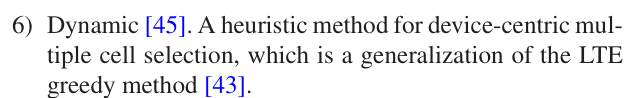 6) Dynamic [45]. A heuristic method for device-centric mul-
tiple cell selection, which is a generalization of the LTE
greedy method [43].